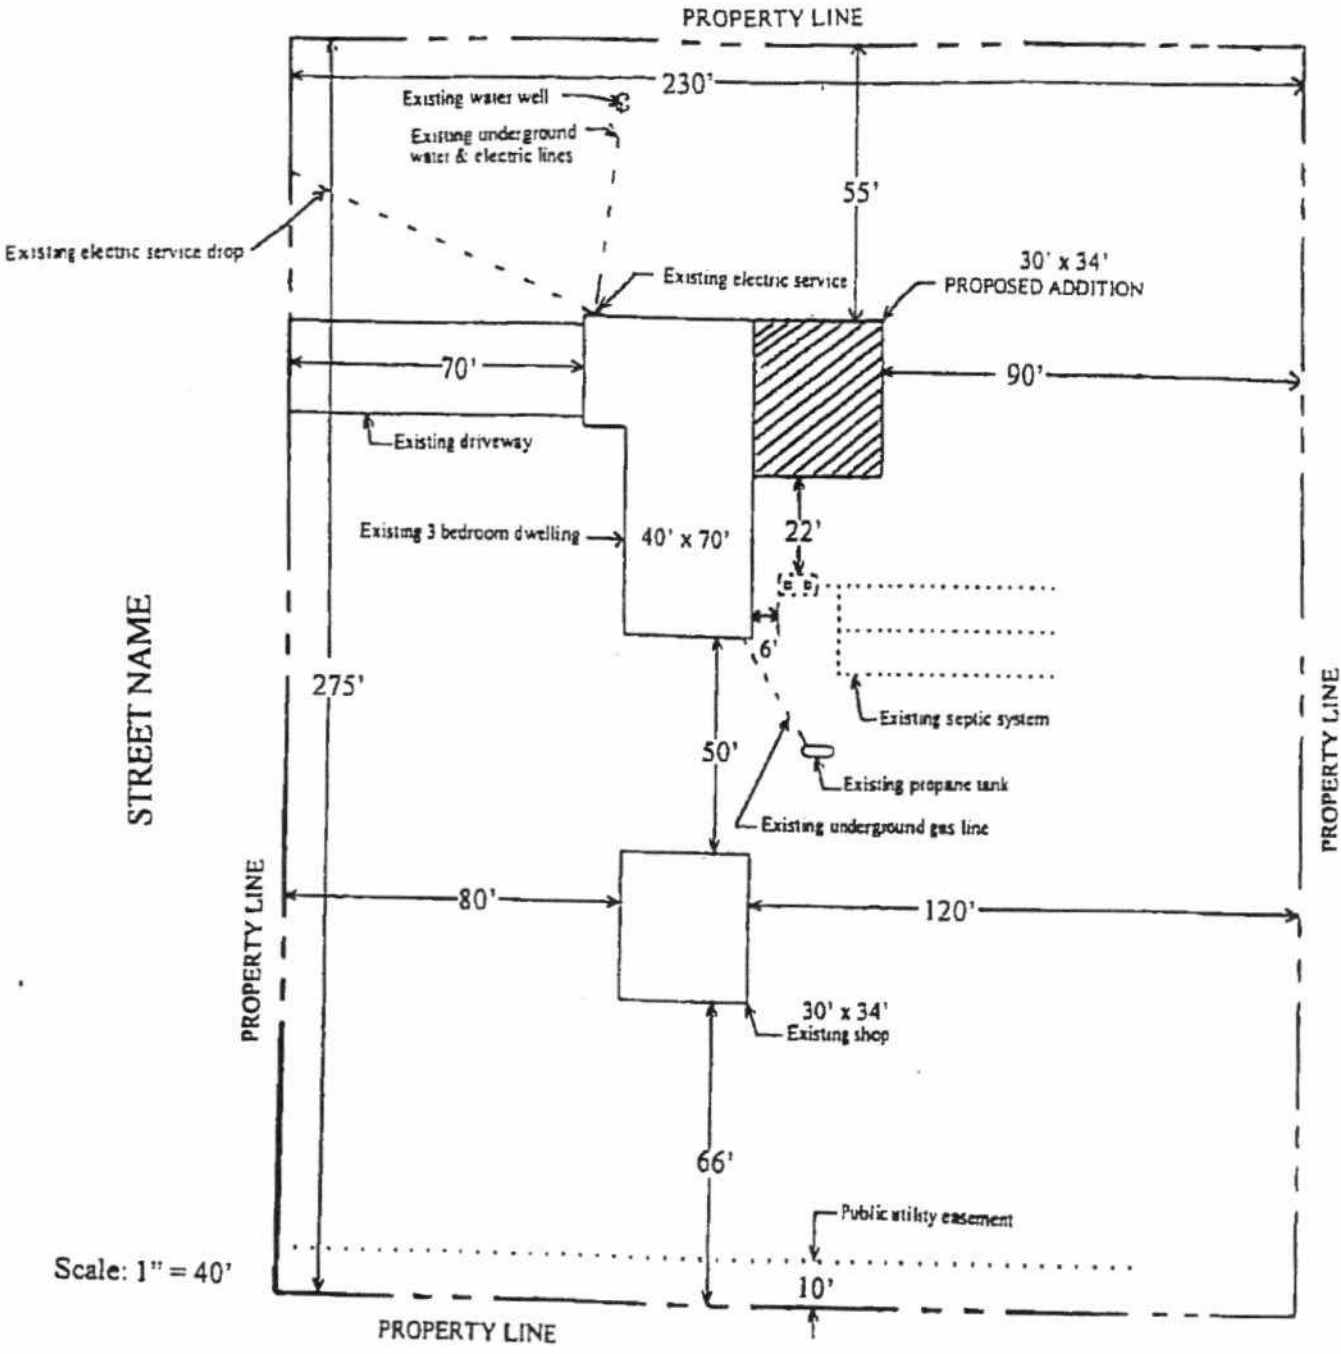 PROPERTY LINE
230'
Existing water well
Existing underground
water & electric lines
55'
Existing electric service drop
Existing electric service
30' x 34'
PROPOSED ADDITION
70'
90'
Existing driveway
Existing 3 bedroom dwelling
40' x 70'
22'
6'
STREET NAME
275'
Existing septic system
50'
Existing propane tank
Existing underground gas line
PROPERTY LINE
PROPERTY LINE
80'
120'
30' x 34'
Existing shop
66'
Public utility easement
Scale: 1" = 40'
10'
PROPERTY LINE